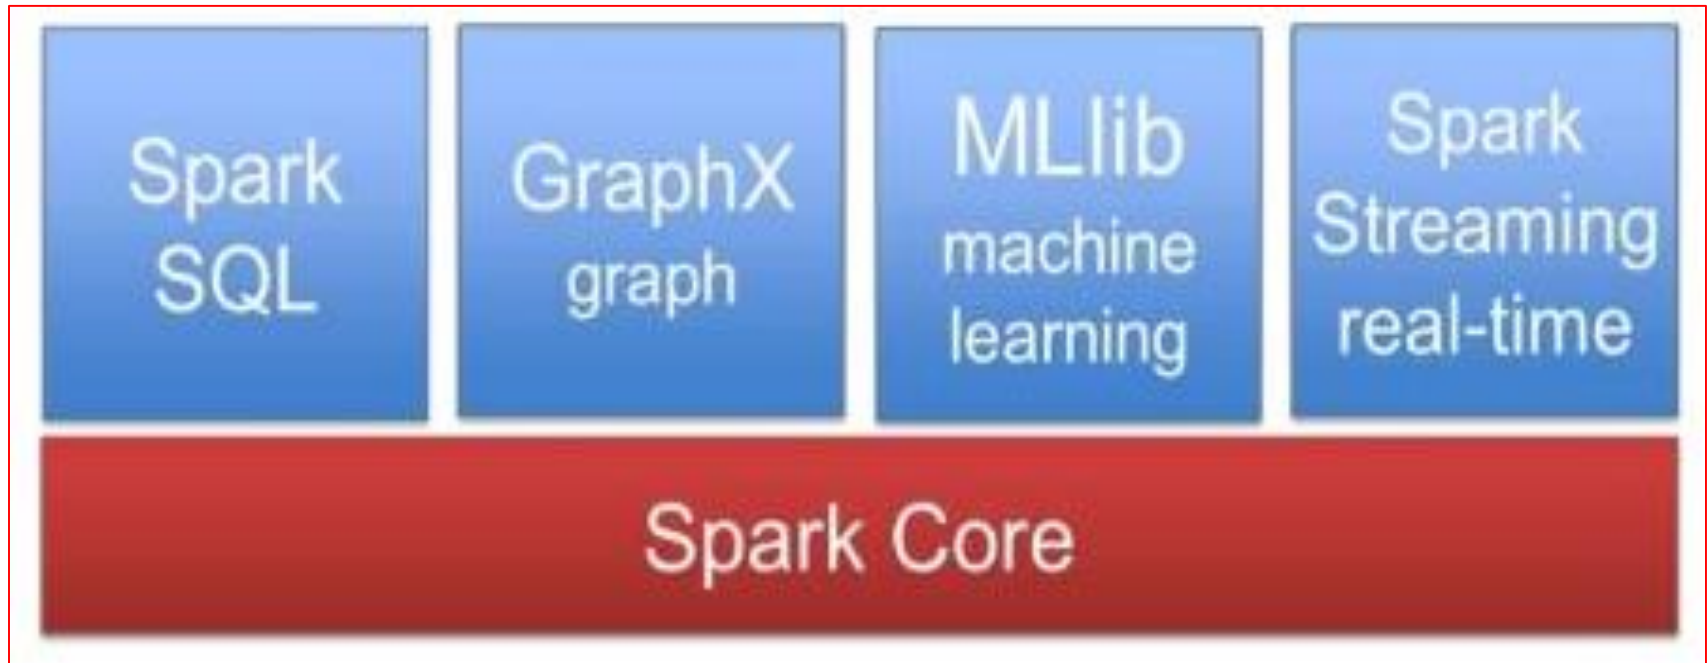 Spark
SQL
GraphX
graph
MLlib
machine
learning
Spark
Streaming
real-time
Spark Core